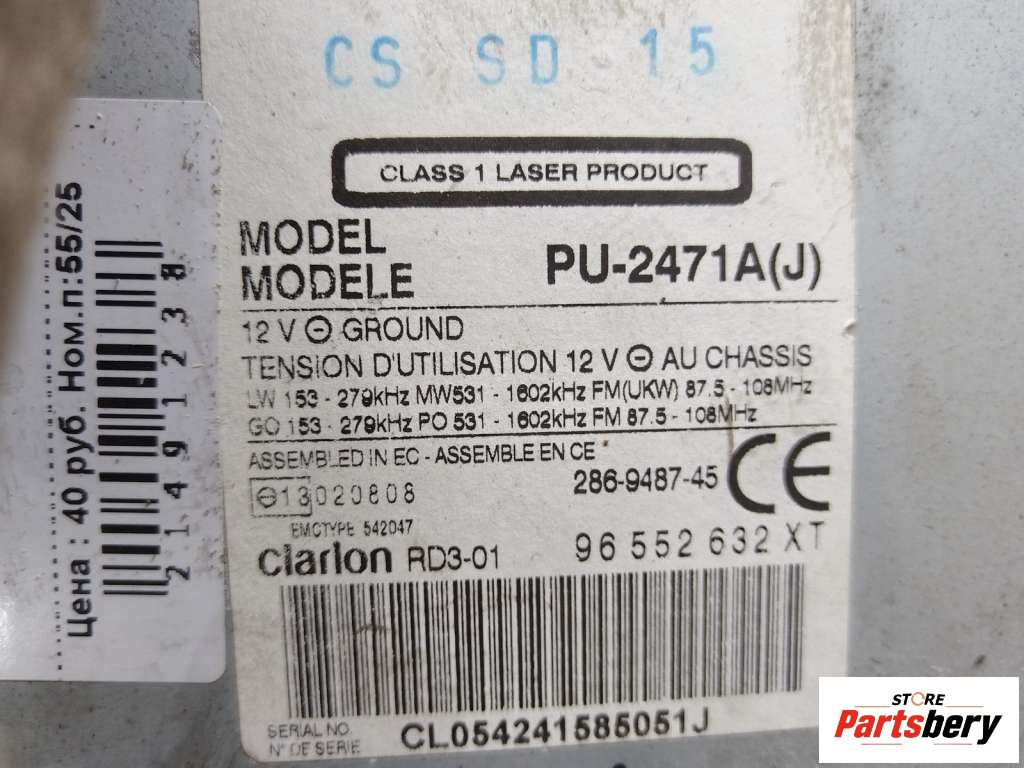 CS SD 15
CLASS 1 LASER PRODUCT
MODEL
MODELE
PU-2471A(J)
12 V ⊖ GROUND
TENSION D'UTILISATION 12 V ⊖ AU CHASSIS
LW 153 - 279kHz MW531 - 1602kHz FM(UKW) 87.5 - 108MHz
GO 153 - 279kHz PO 531 - 1602kHz FM 87.5 - 108MHz
ASSEMBLED IN EC - ASSEMBLE EN CE
286-9487-45
CE
e13 020808
EMCTYPE 542047
Clarion RD3-01
96 552 632 XT
SERIAL NO.
N° DE SERIE
CL054241585051J
Цена : 40 руб. Ном.п:55/25
2149123
STORE
Partsbery